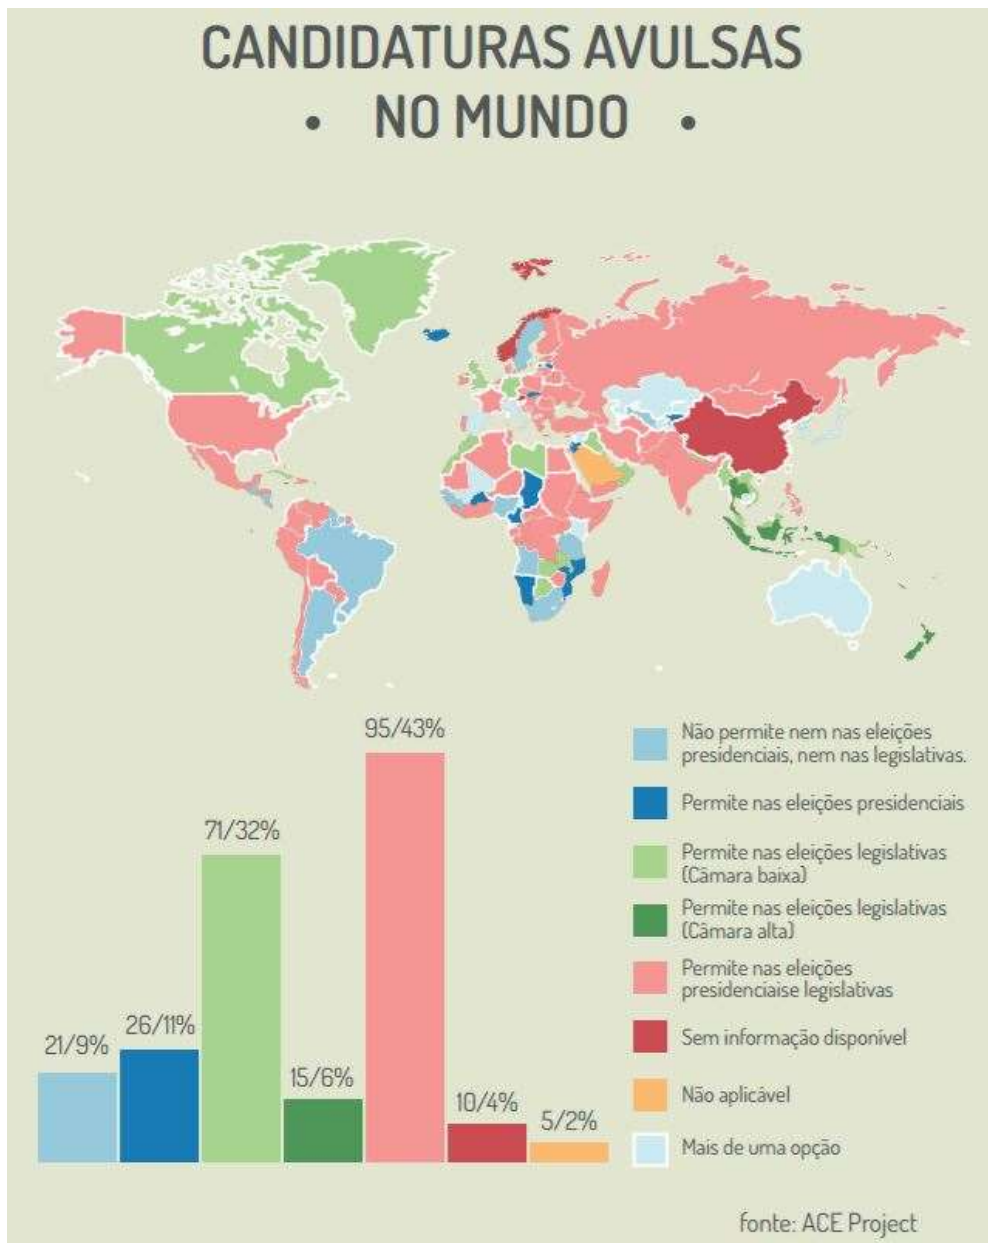 CANDIDATURAS AVULSAS
• NO MUNDO •
95/43%
71/32%
26/11%
21/9%
15/6%
10/4%
5/2%
Não permite nem nas eleições
presidenciais, nem nas legislativas.
Permite nas eleições presidenciais
Permite nas eleições legislativas
(Câmara baixa)
Permite nas eleições legislativas
(Câmara alta)
Permite nas eleições
presidenciaise legislativas
Sem informação disponível
Não aplicável
Mais de uma opção
fonte: ACE Project